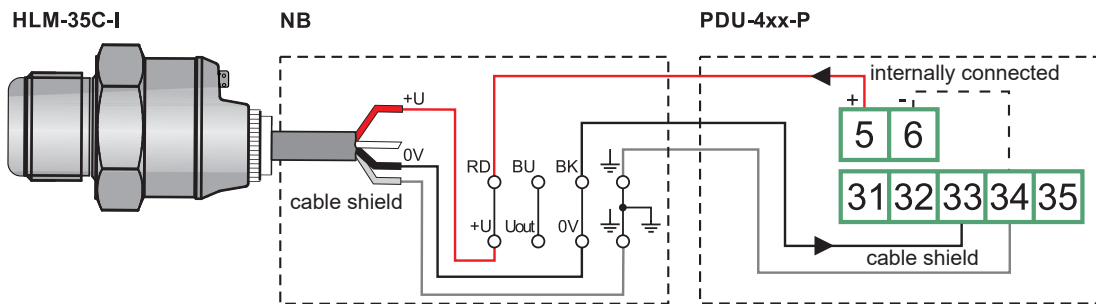 HLM-35C-I
NB
PDU-4xx-P
internally connected
+U
+ -
5 6
0V
RD BU BK
31 32 33 34 35
cable shield
+U Uout 0V
cable shield